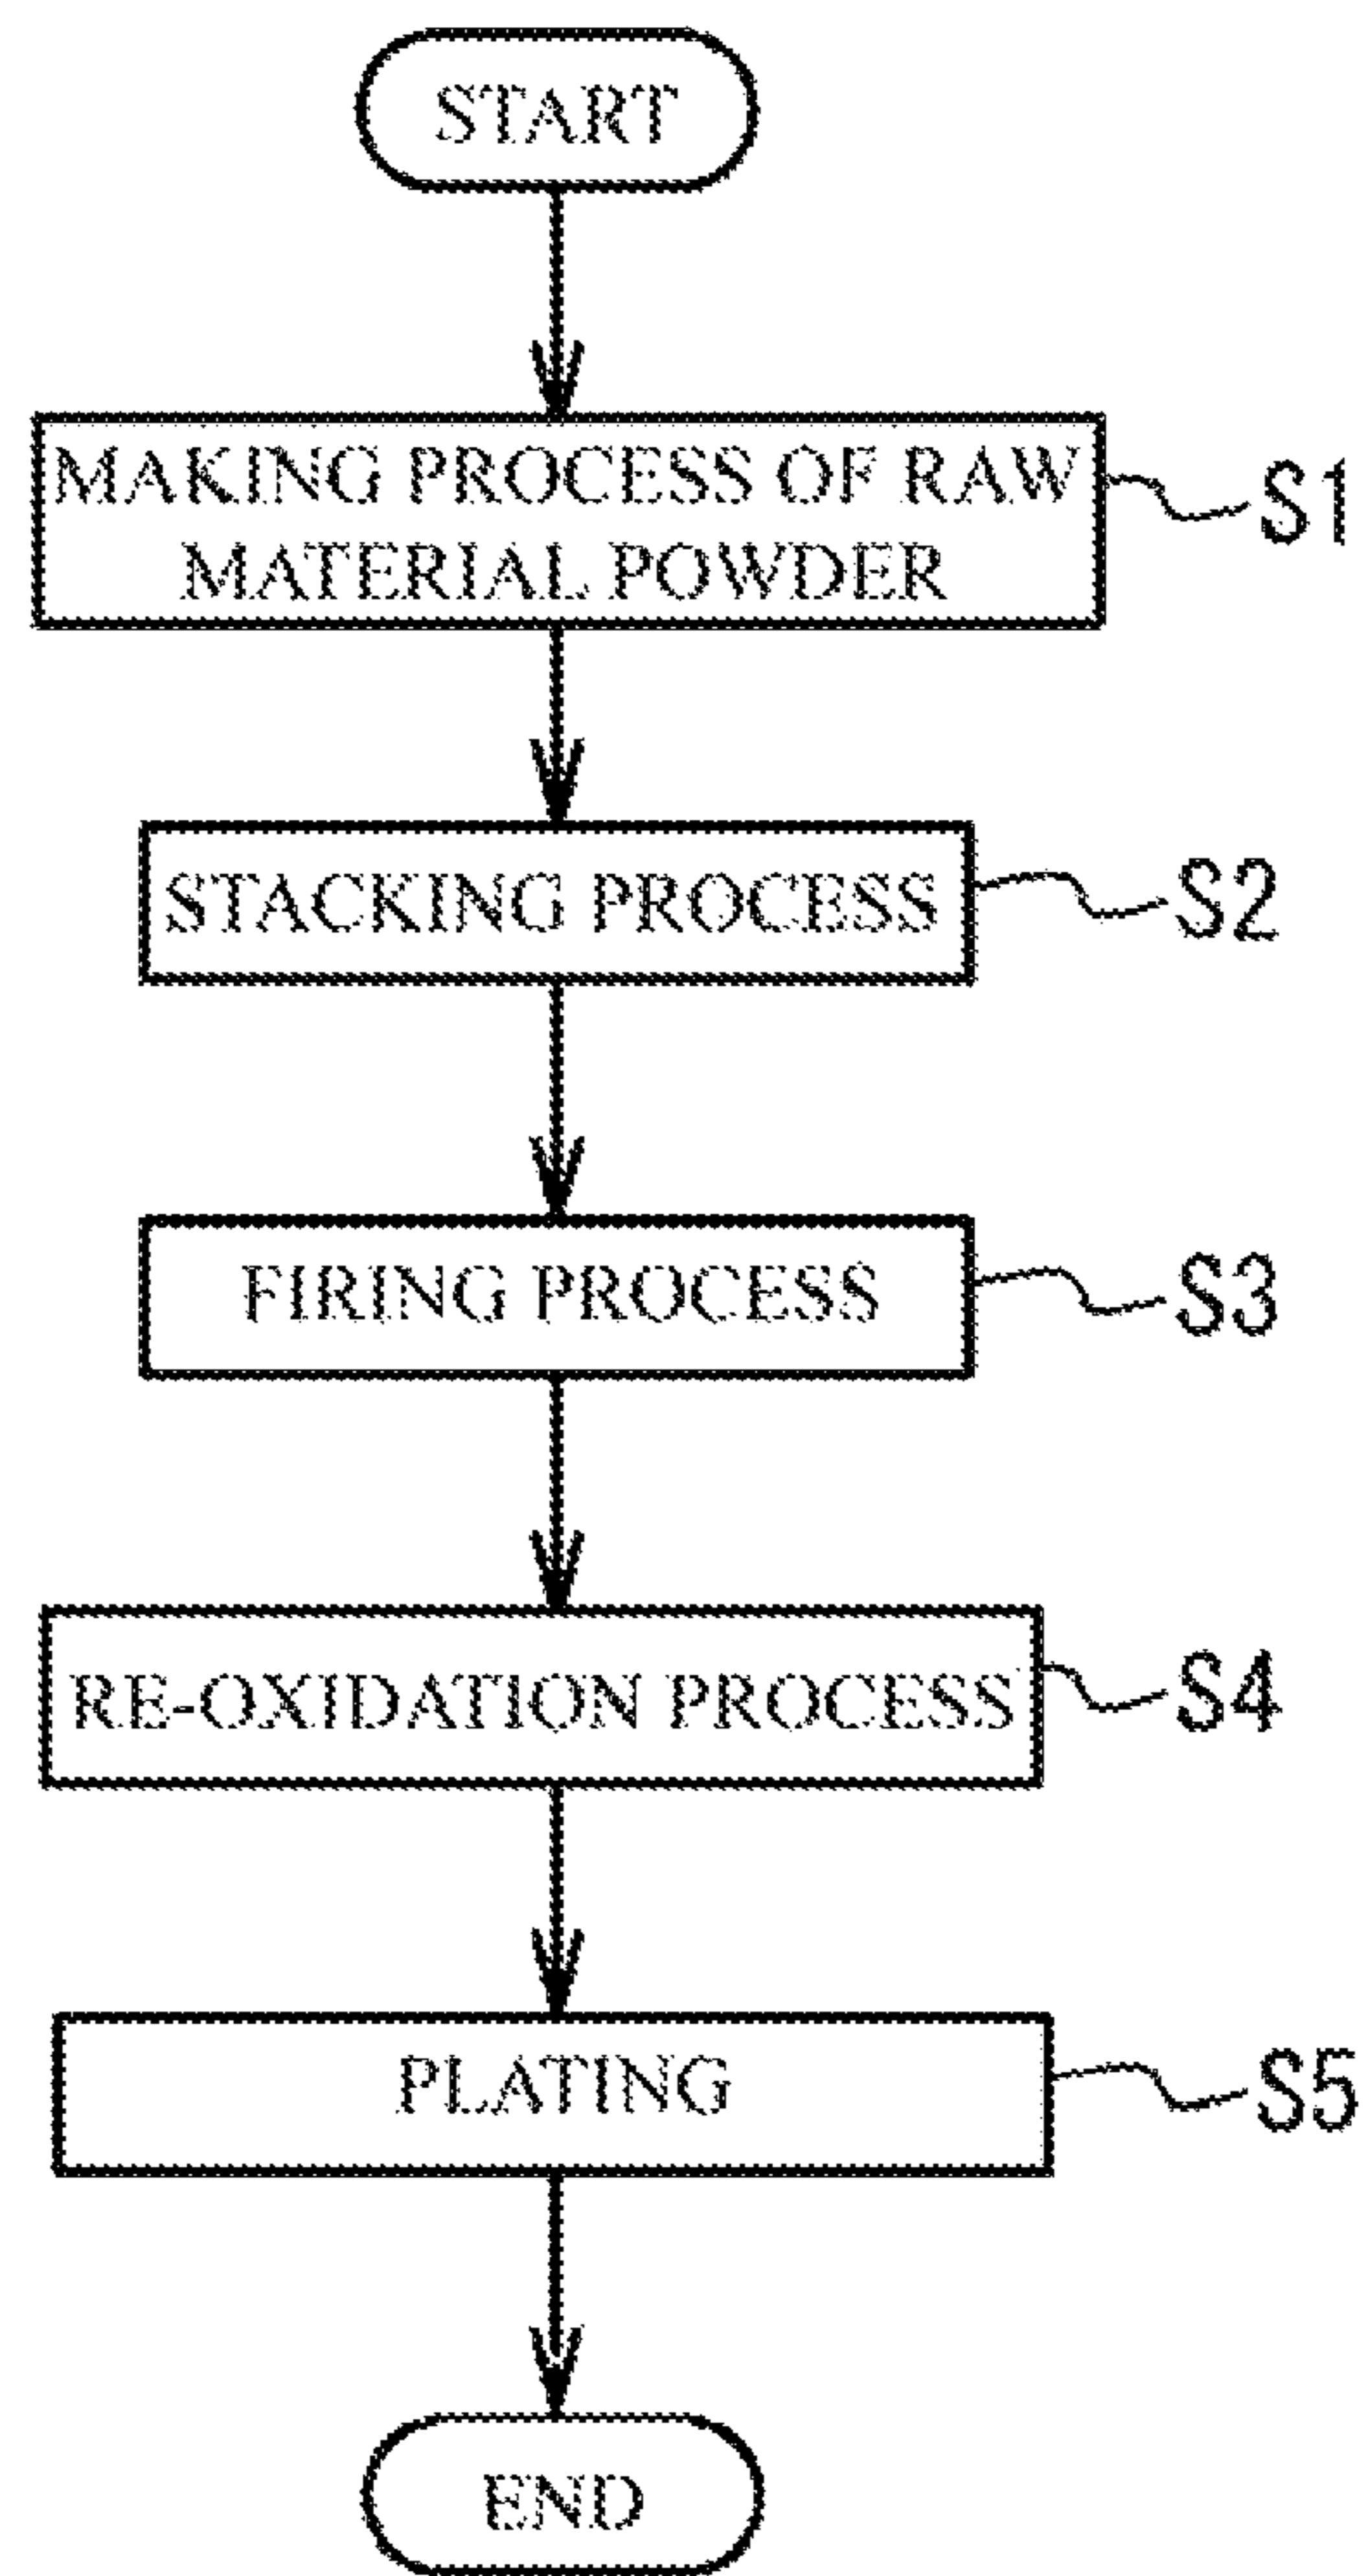 START
MAKING PROCESS OF RAW
MATERIAL POWDER
S1
STACKING PROCESS
S2
FIRING PROCESS
S3
RE-OXIDATION PROCESS
S4
PLATING
S5
END